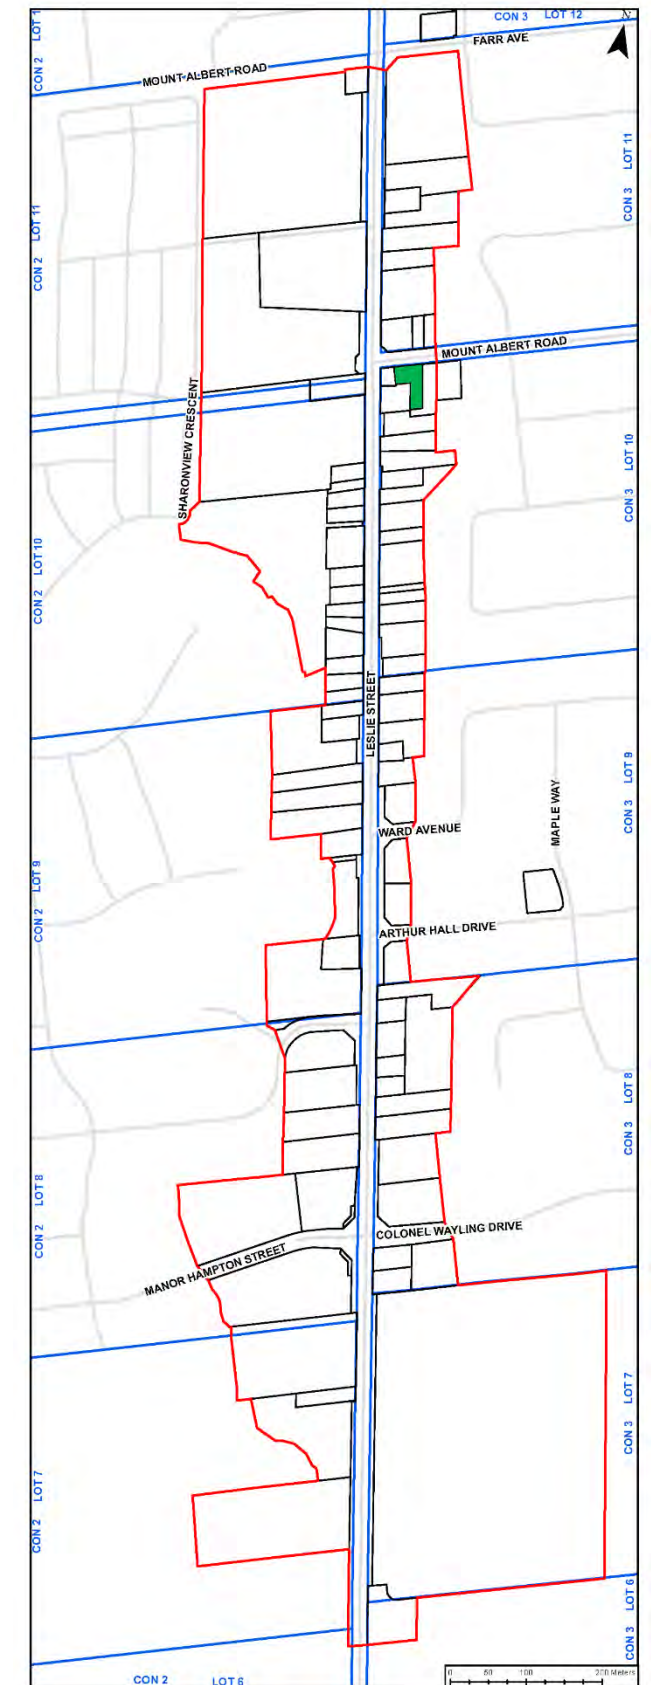 CON 3 LOT 12
N
FARR AVE
CON 2 LOT 1
MOUNT ALBERT ROAD
CON 3 LOT 11
CON 2 LOT 11
MOUNT ALBERT ROAD
SHARONVIEW CRESCENT
CON 3 LOT 10
CON 2 LOT 10
LESLIE STREET
CON 3 LOT 9
MAPLE WAY
WARD AVENUE
CON 2 LOT 9
ARTHUR HALL DRIVE
CON 3 LOT 8
CON 2 LOT 8
COLONEL WAYLING DRIVE
MANOR HAMPTON STREET
CON 3 LOT 7
CON 2 LOT 7
CON 3 LOT 6
CON 2 LOT 6
0 50 100 200 Meters